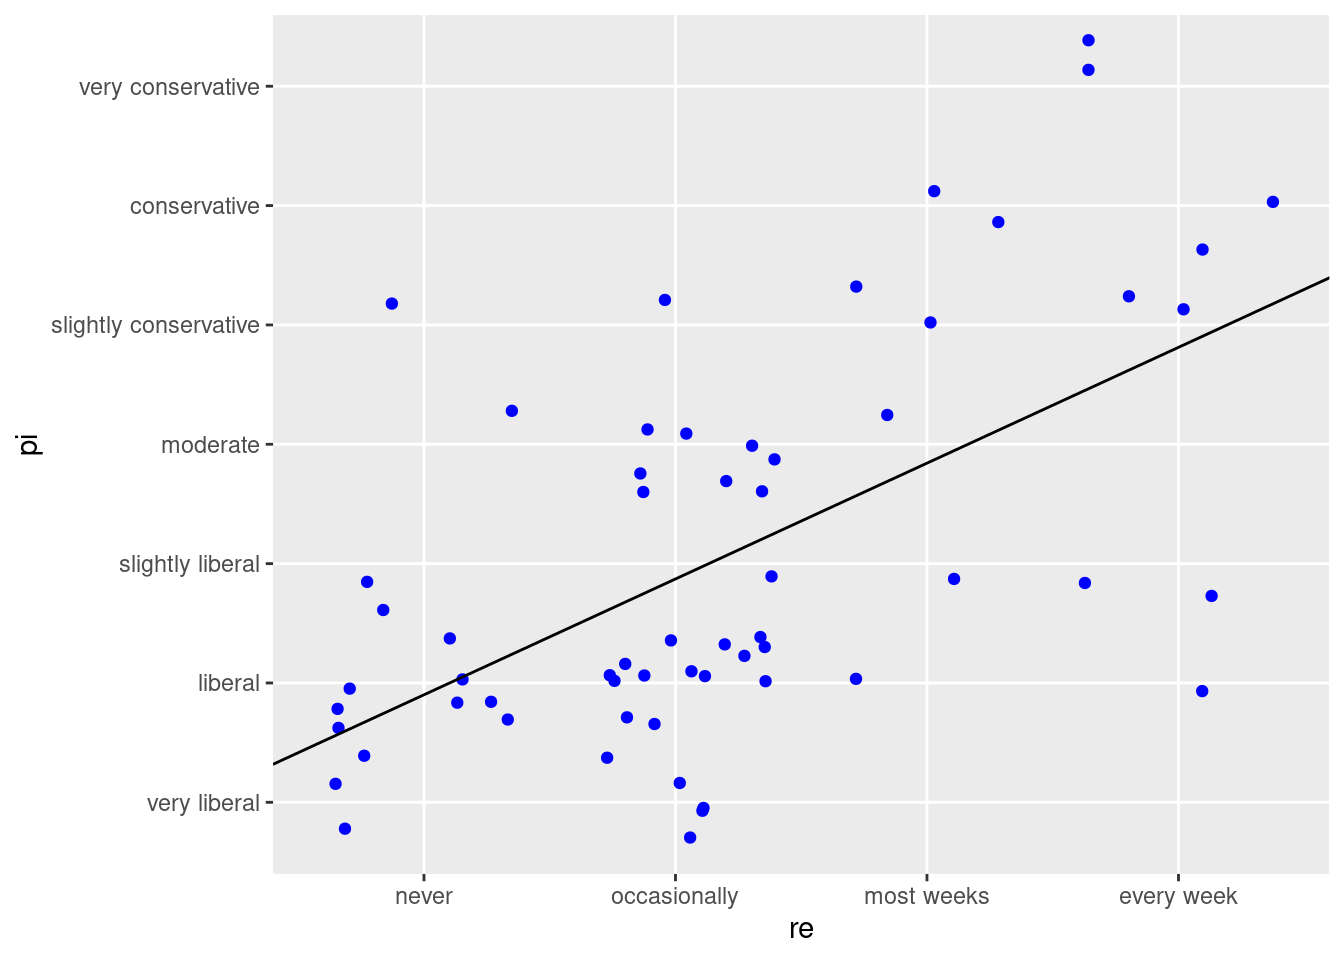 very conservative
conservative
slightly conservative
moderate
slightly liberal
liberal
very liberal
pi
never occasionally most weeks every week
re